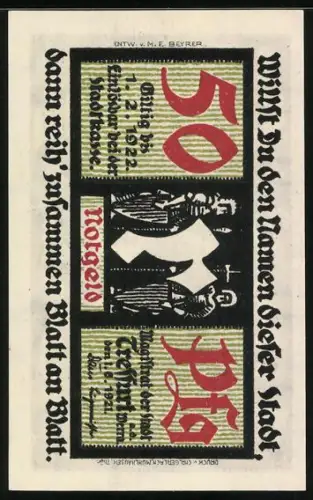 ENTW. v. M. E. BEYRER.
Willst Du den Namen dieser Stadt,
50
Pfg
Gültig bis
1.2.1922.
Einlösbar bei der
Stadtkasse.
Magistrat der Stadt
Treffurt
a.d.
Werra
den 1.6.1921.
Notgeld
dann reih' zusammen Blatt an Blatt.